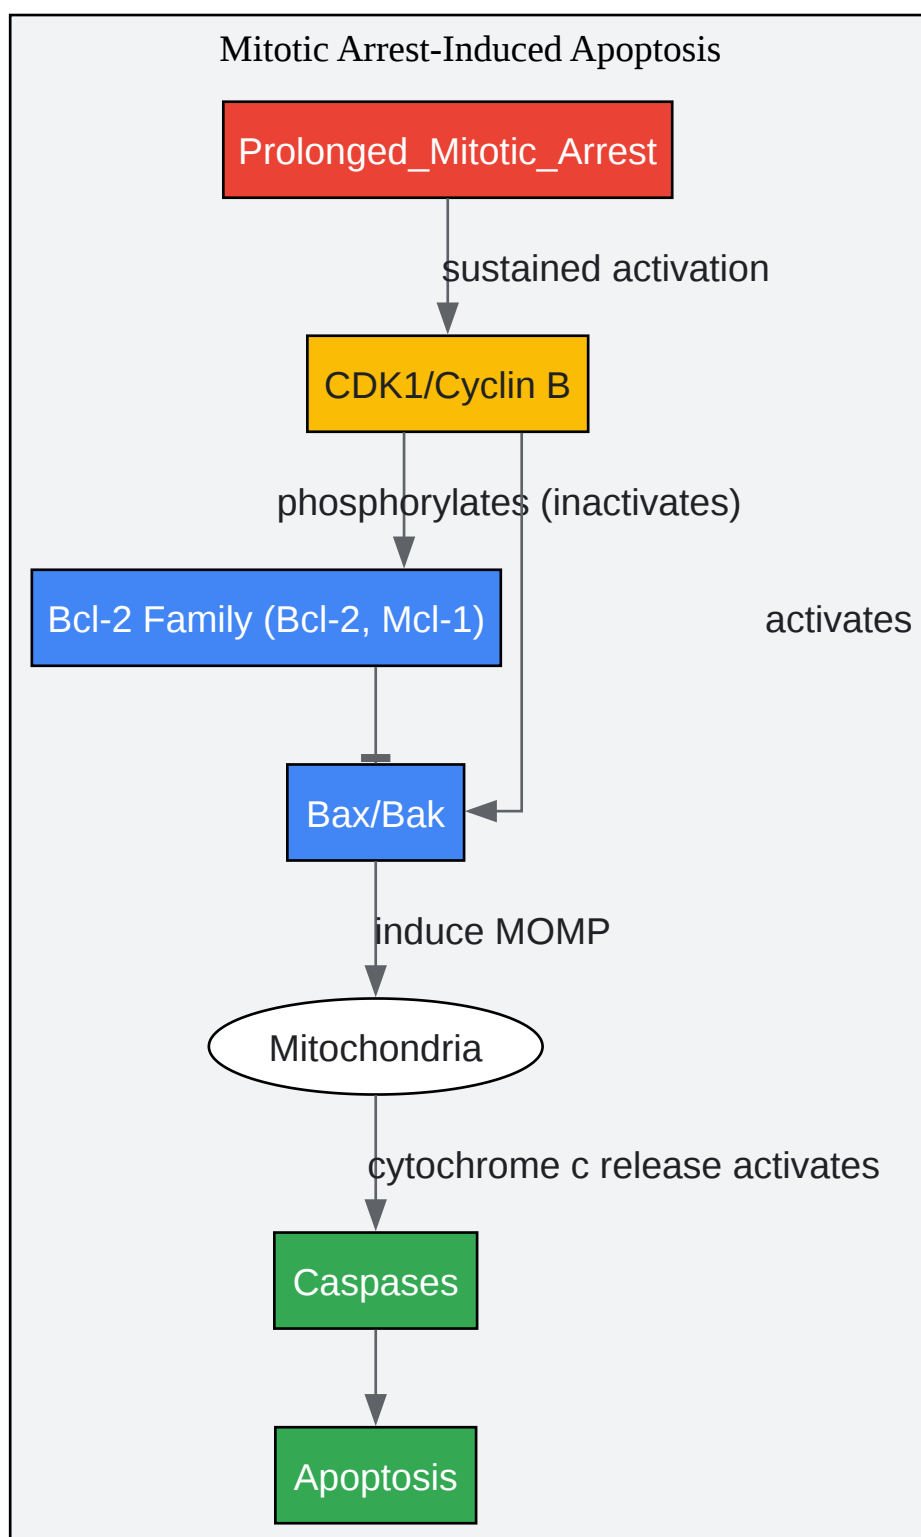 Mitotic Arrest-Induced Apoptosis
Prolonged_Mitotic_Arrest
sustained activation
CDK1/Cyclin B
phosphorylates (inactivates)
Bcl-2 Family (Bcl-2, Mcl-1)
activates
Bax/Bak
induce MOMP
Mitochondria
cytochrome c release activates
Caspases
Apoptosis